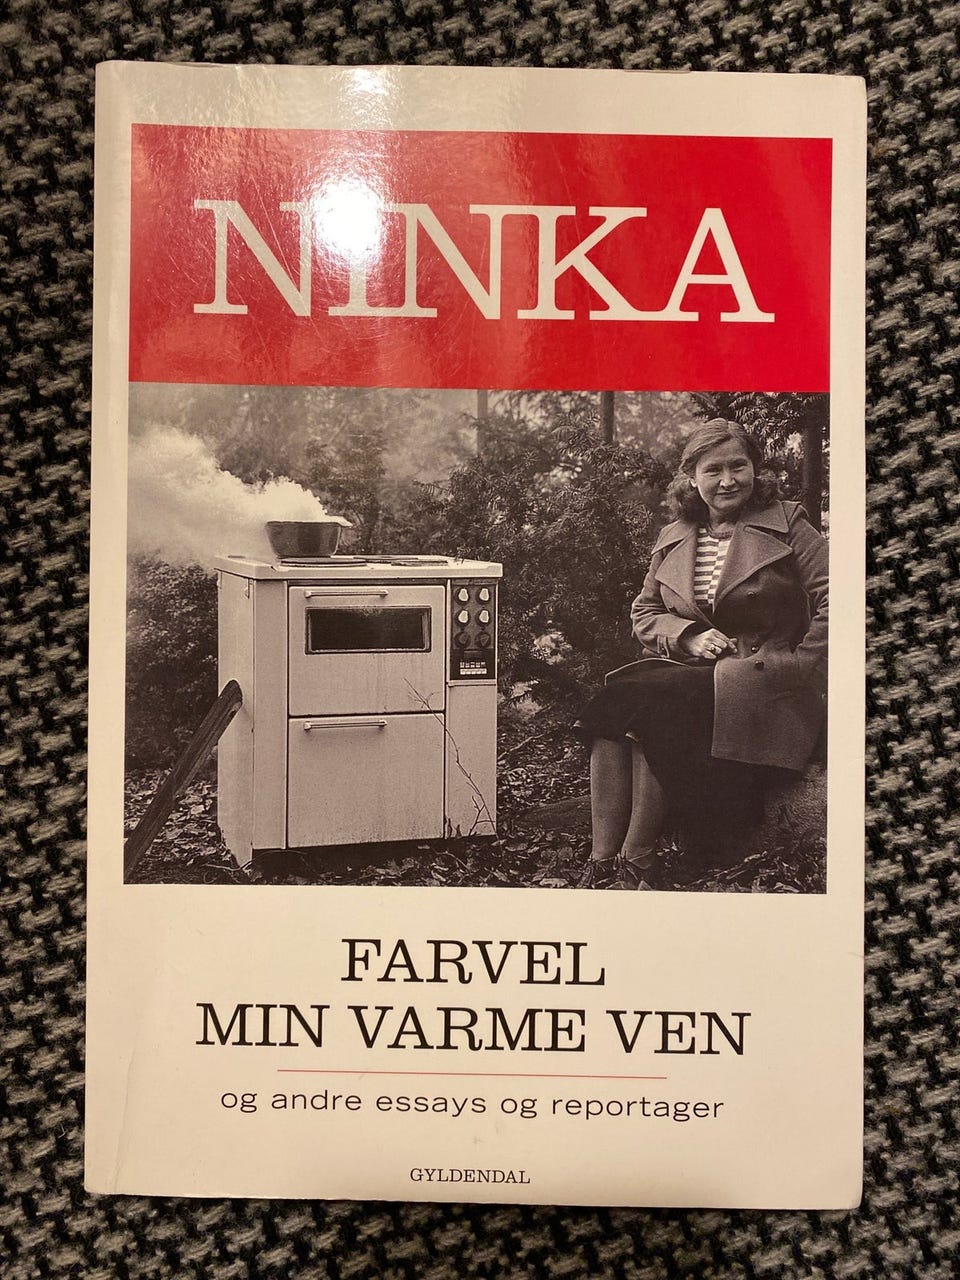 NINKA
FARVEL
MIN VARME VEN
og andre essays og reportager
GYLDENDAL